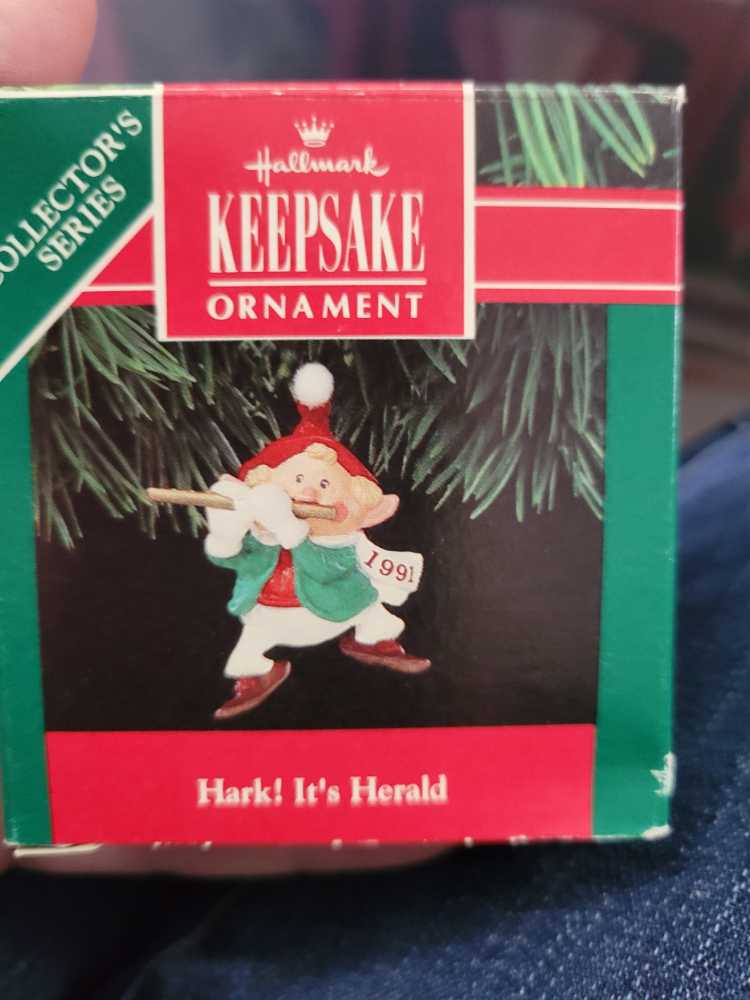 COLLECTOR'S
SERIES
Hallmark
KEEPSAKE
ORNAMENT
1991
Hark! It's Herald